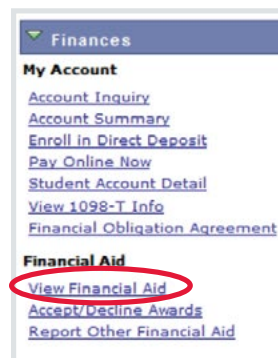 Finances
My Account
Account Inquiry
Account Summary
Enroll in Direct Deposit
Pay Online Now
Student Account Detail
View 1098-T Info
Financial Obligation Agreement
Financial Aid
View Financial Aid
Accept/Decline Awards
Report Other Financial Aid